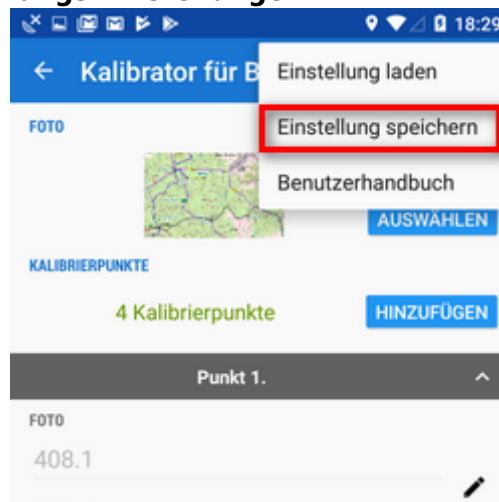 18:29
Kalibrator für B
Einstellung laden
FOTO
Einstellung speichern
Benutzerhandbuch
AUSWÄHLEN
KALIBRIERPUNKTE
4 Kalibrierpunkte
HINZUFÜGEN
Punkt 1.
FOTO
408.1